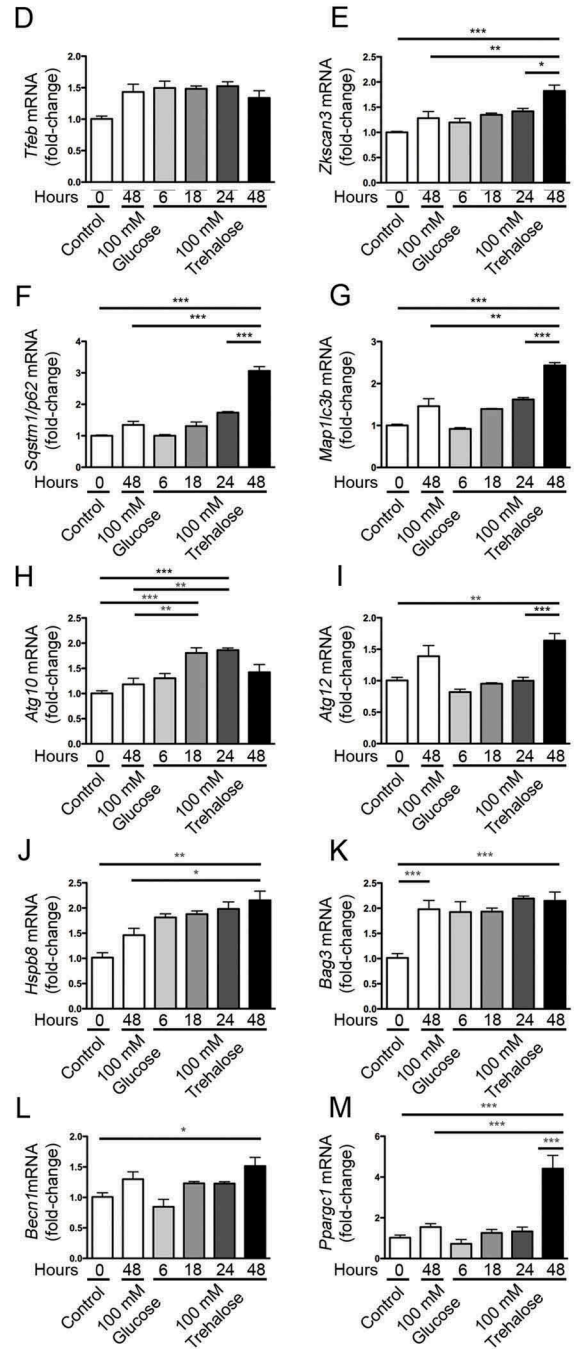 D
Tfeb mRNA
(fold-change)
2.0
1.5
1.0
0.5
0.0
Hours 0 48 6 18 24 48
Control
100 mM
Glucose
100 mM
Trehalose
E
***
**
*
Zkscan3 mRNA
(fold-change)
2.5
2.0
1.5
1.0
0.5
0.0
Hours 0 48 6 18 24 48
Control
100 mM
Glucose
100 mM
Trehalose
F
***
***
***
Sqstm1/p62 mRNA
(fold-change)
4
3
2
1
0
Hours 0 48 6 18 24 48
Control
100 mM
Glucose
100 mM
Trehalose
G
***
**
***
Map1lc3b mRNA
(fold-change)
3
2
1
0
Hours 0 48 6 18 24 48
Control
100 mM
Glucose
100 mM
Trehalose
H
***
**
***
**
Atg10 mRNA
(fold-change)
2.5
2.0
1.5
1.0
0.5
0.0
Hours 0 48 6 18 24 48
Control
100 mM
Glucose
100 mM
Trehalose
I
**
***
Atg12 mRNA
(fold-change)
2.0
1.5
1.0
0.5
0.0
Hours 0 48 6 18 24 48
Control
100 mM
Glucose
100 mM
Trehalose
J
**
*
Hspb8 mRNA
(fold-change)
2.5
2.0
1.5
1.0
0.5
0.0
Hours 0 48 6 18 24 48
Control
100 mM
Glucose
100 mM
Trehalose
K
***
***
Bag3 mRNA
(fold-change)
2.5
2.0
1.5
1.0
0.5
0.0
Hours 0 48 6 18 24 48
Control
100 mM
Glucose
100 mM
Trehalose
L
*
Becn1mRNA
(fold-change)
2.0
1.5
1.0
0.5
0.0
Hours 0 48 6 18 24 48
Control
100 mM
Glucose
100 mM
Trehalose
M
***
***
***
Ppargc1 mRNA
(fold-change)
6
4
2
0
Hours 0 48 6 18 24 48
Control
100 mM
Glucose
100 mM
Trehalose